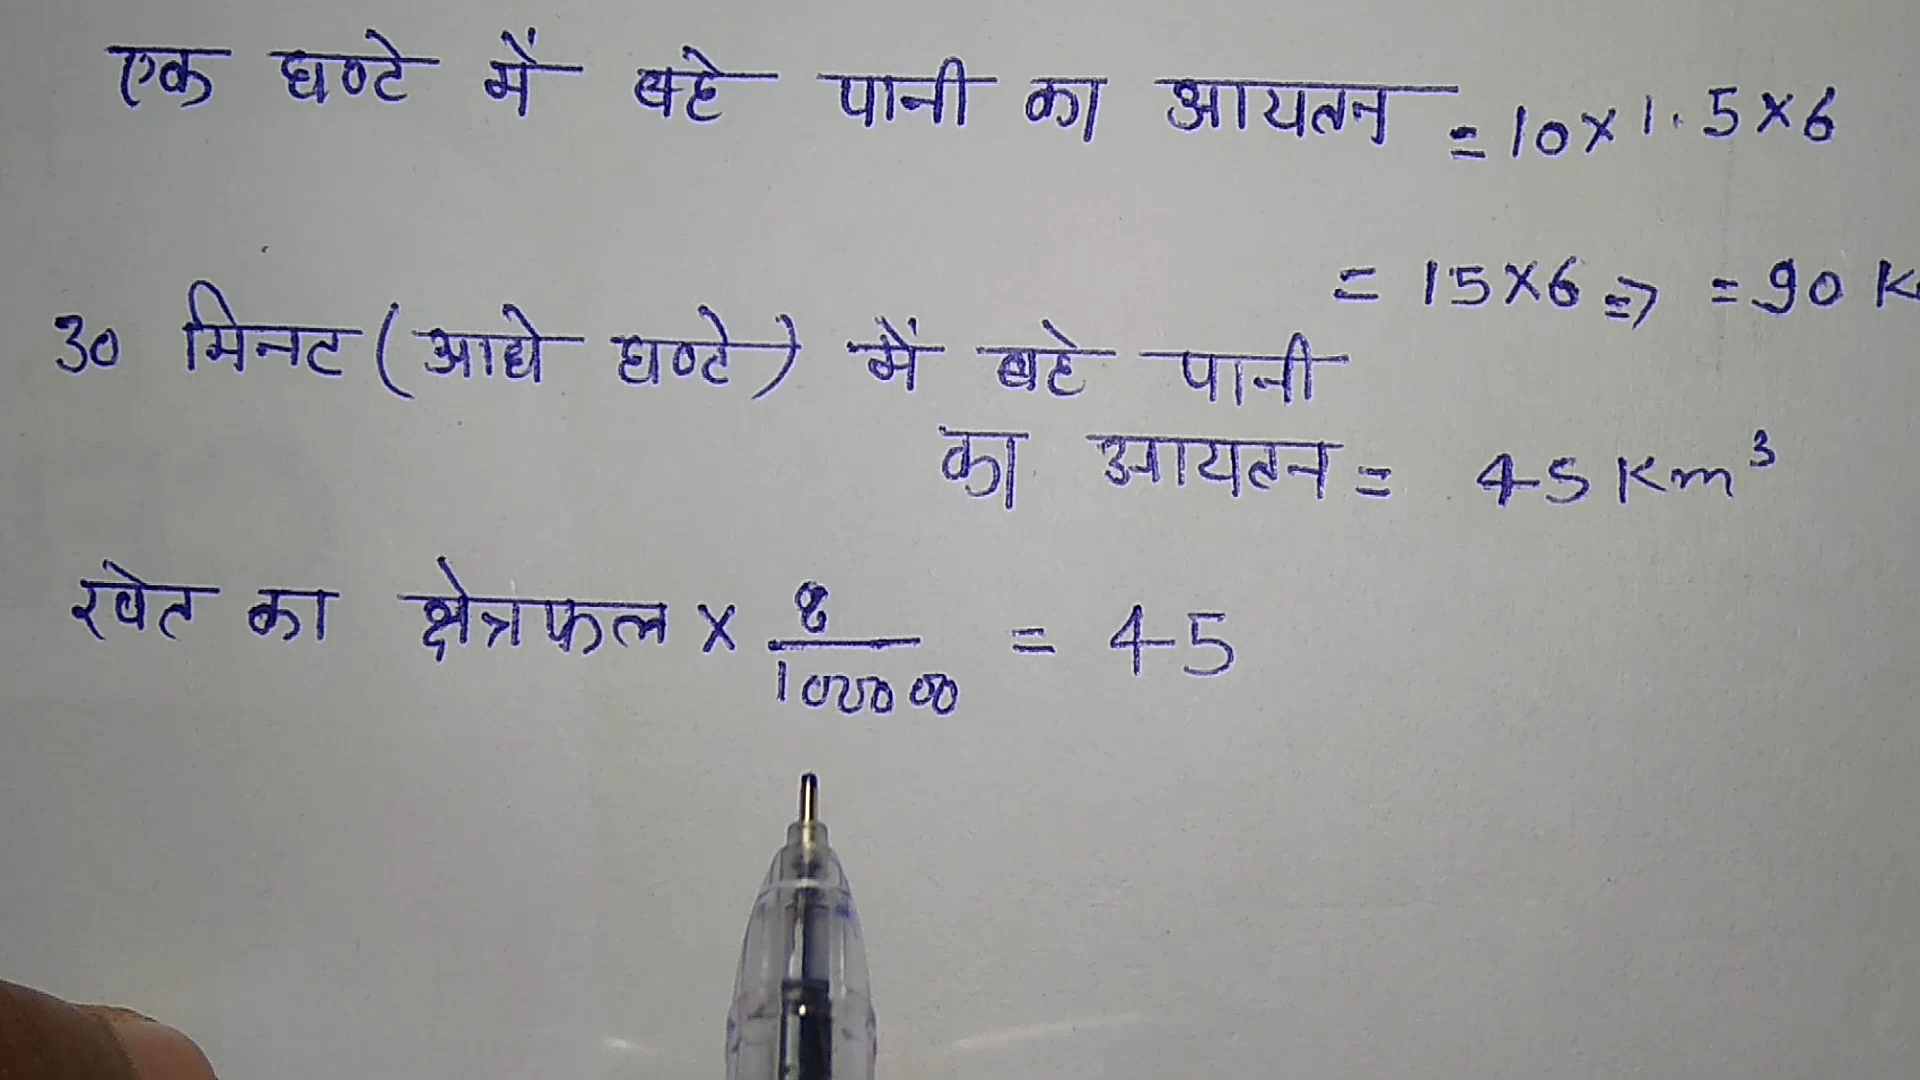 एक घण्टे में बहे पानी का आयतन = 10 × 1.5 × 6
= 15 × 6 ⇒ = 90 K
30 मिनट (आधे घण्टे) में बहे पानी
का आयतन = 45 Km³
खेत का क्षेत्रफल × 8/100000 = 45